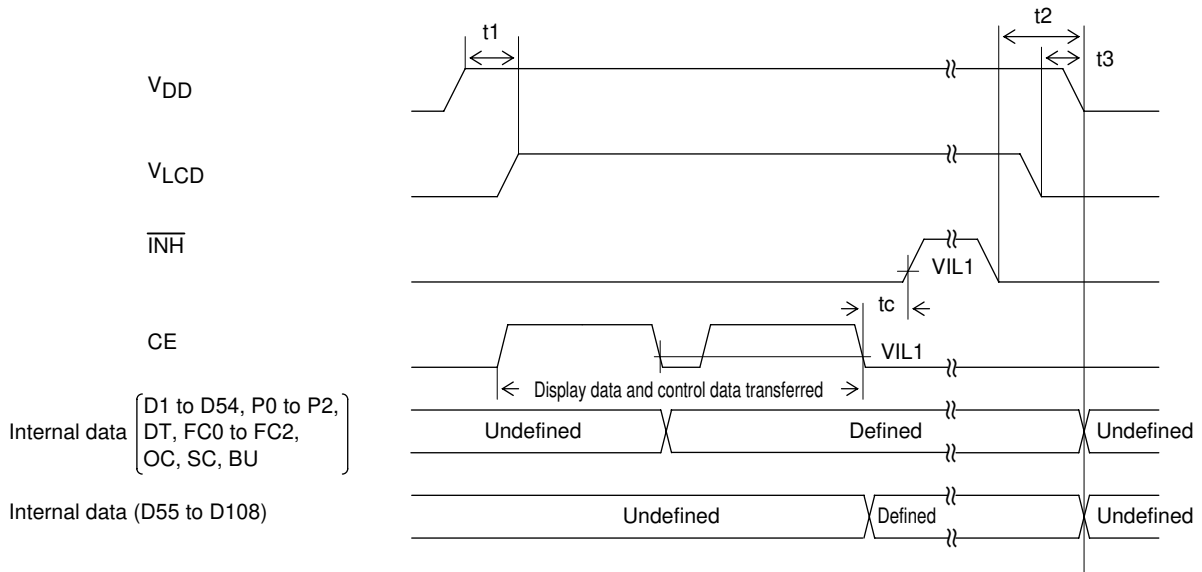 t1
t2
t3
VDD
VLCD
INH
VIL1
tc
CE
VIL1
Display data and control data transferred
Internal data
D1 to D54, P0 to P2,
DT, FC0 to FC2,
OC, SC, BU
Undefined
Defined
Undefined
Internal data (D55 to D108)
Undefined
Defined
Undefined